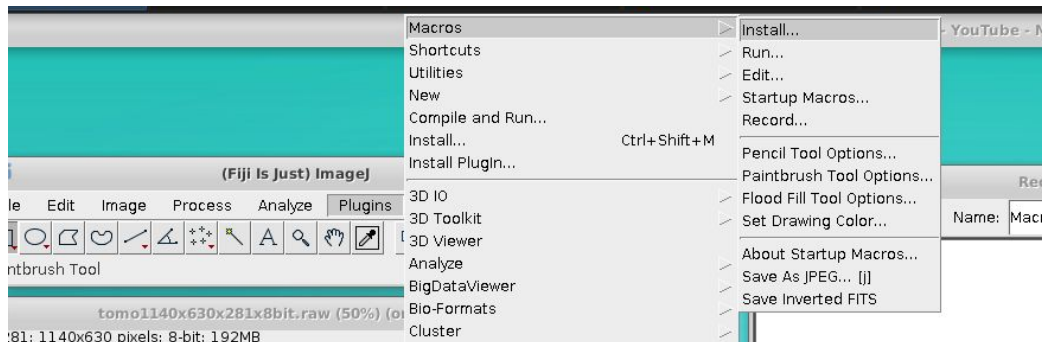 Macros
Shortcuts
Utilities
New
Compile and Run...
Install... Ctrl+Shift+M
Install PlugIn...
3D IO
3D Toolkit
3D Viewer
Analyze
BigDataViewer
Bio-Formats
Cluster
Install...
Run...
Edit...
Startup Macros...
Record...
Pencil Tool Options...
Paintbrush Tool Options...
Flood Fill Tool Options...
Set Drawing Color...
About Startup Macros...
Save As JPEG... [j]
Save Inverted FITS
- YouTube -
(Fiji Is Just) ImageJ
le Edit Image Process Analyze Plugins
ntbrush Tool
tomo1140x630x281x8bit.raw (50%) (o
281; 1140x630 pixels; 8-bit; 192MB
Re
Name: Macr